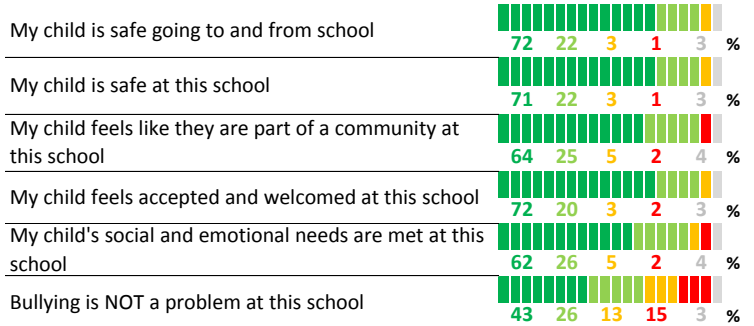 My child is safe going to and from school
72 22 3 1 3 %
My child is safe at this school
71 22 3 1 3 %
My child feels like they are part of a community at
this school
64 25 5 2 4 %
My child feels accepted and welcomed at this school
72 20 3 2 3 %
My child's social and emotional needs are met at this
school
62 26 5 2 4 %
Bullying is NOT a problem at this school
43 26 13 15 3 %